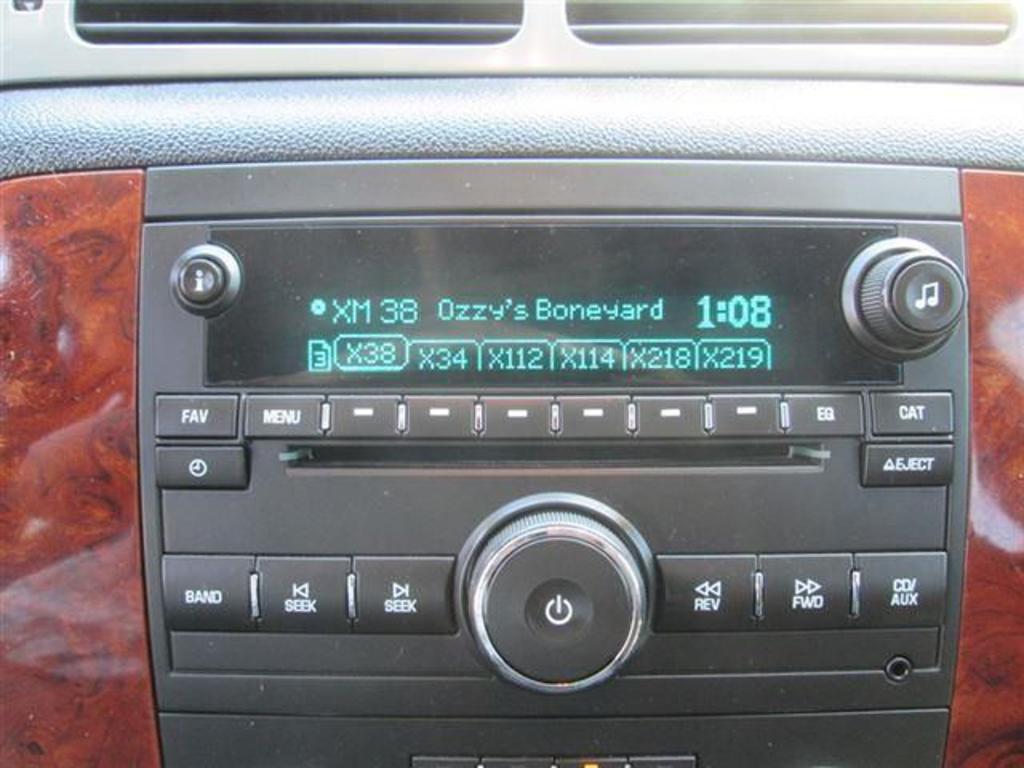 i
XM 38 Ozzy's Boneyard 1:08
3 X38 X34 X112 X114 X218 X219
FAV MENU EQ CAT
EJECT
BAND SEEK SEEK REV FWD CD/
AUX